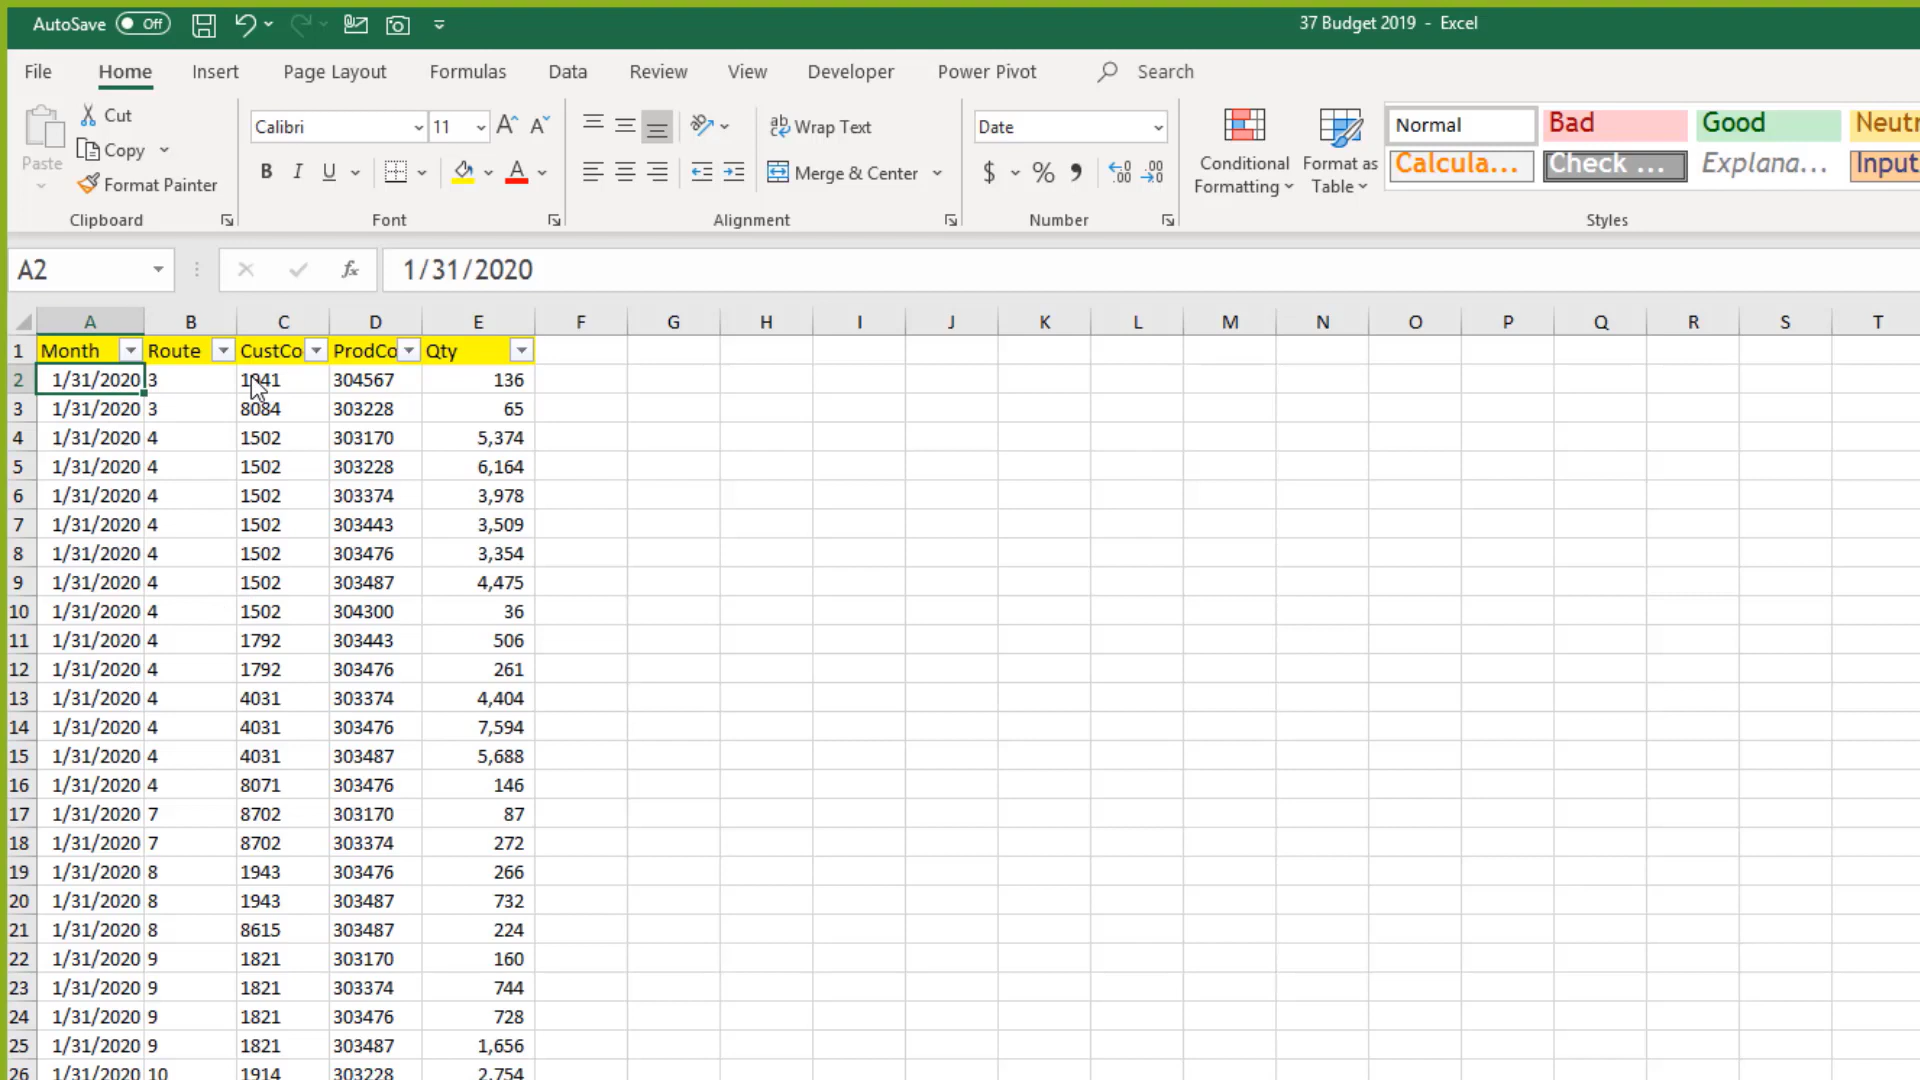 AutoSave Off 37 Budget 2019 - Excel
File Home Insert Page Layout Formulas Data Review View Developer Power Pivot Search
Paste Cut Copy Format Painter
Calibri 11
B I U
Wrap Text
Merge & Center
Date
$ % 9
Conditional Formatting
Format as Table
Normal Bad Good Neutr
Calcula... Check ... Explana... Input
Clipboard Font Alignment Number Styles
A2 fx 1/31/2020
A B C D E F G H I J K L M N O P Q R S T
1 Month Route CustCo ProdCo Qty
2 1/31/2020 3 1041 304567 136
3 1/31/2020 3 8084 303228 65
4 1/31/2020 4 1502 303170 5,374
5 1/31/2020 4 1502 303228 6,164
6 1/31/2020 4 1502 303374 3,978
7 1/31/2020 4 1502 303443 3,509
8 1/31/2020 4 1502 303476 3,354
9 1/31/2020 4 1502 303487 4,475
10 1/31/2020 4 1502 304300 36
11 1/31/2020 4 1792 303443 506
12 1/31/2020 4 1792 303476 261
13 1/31/2020 4 4031 303374 4,404
14 1/31/2020 4 4031 303476 7,594
15 1/31/2020 4 4031 303487 5,688
16 1/31/2020 4 8071 303476 146
17 1/31/2020 7 8702 303170 87
18 1/31/2020 7 8702 303374 272
19 1/31/2020 8 1943 303476 266
20 1/31/2020 8 1943 303487 732
21 1/31/2020 8 8615 303487 224
22 1/31/2020 9 1821 303170 160
23 1/31/2020 9 1821 303374 744
24 1/31/2020 9 1821 303476 728
25 1/31/2020 9 1821 303487 1,656
26 1/31/2020 10 1914 303228 2,754